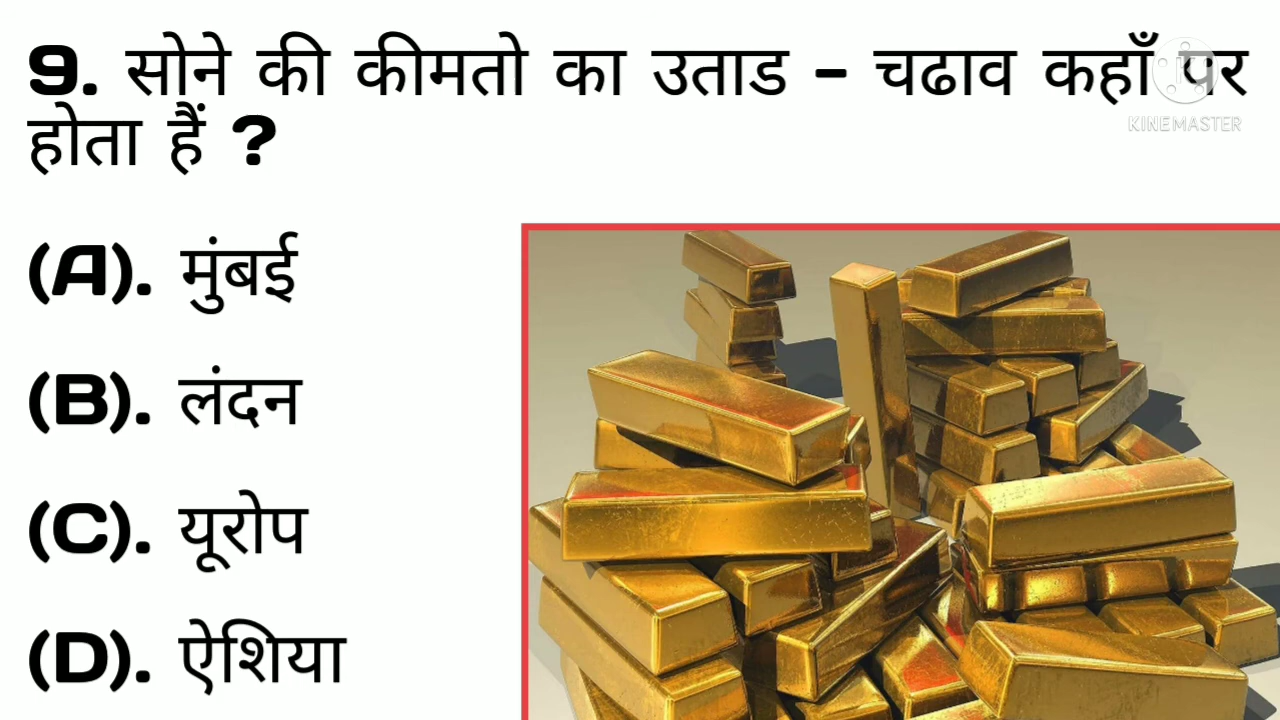 9. सोने की कीमतो का उताड - चढाव कहाँ पर
होता हैं ?
KINEMASTER
(A). मुंबई
(B). लंदन
(C). यूरोप
(D). ऐशिया